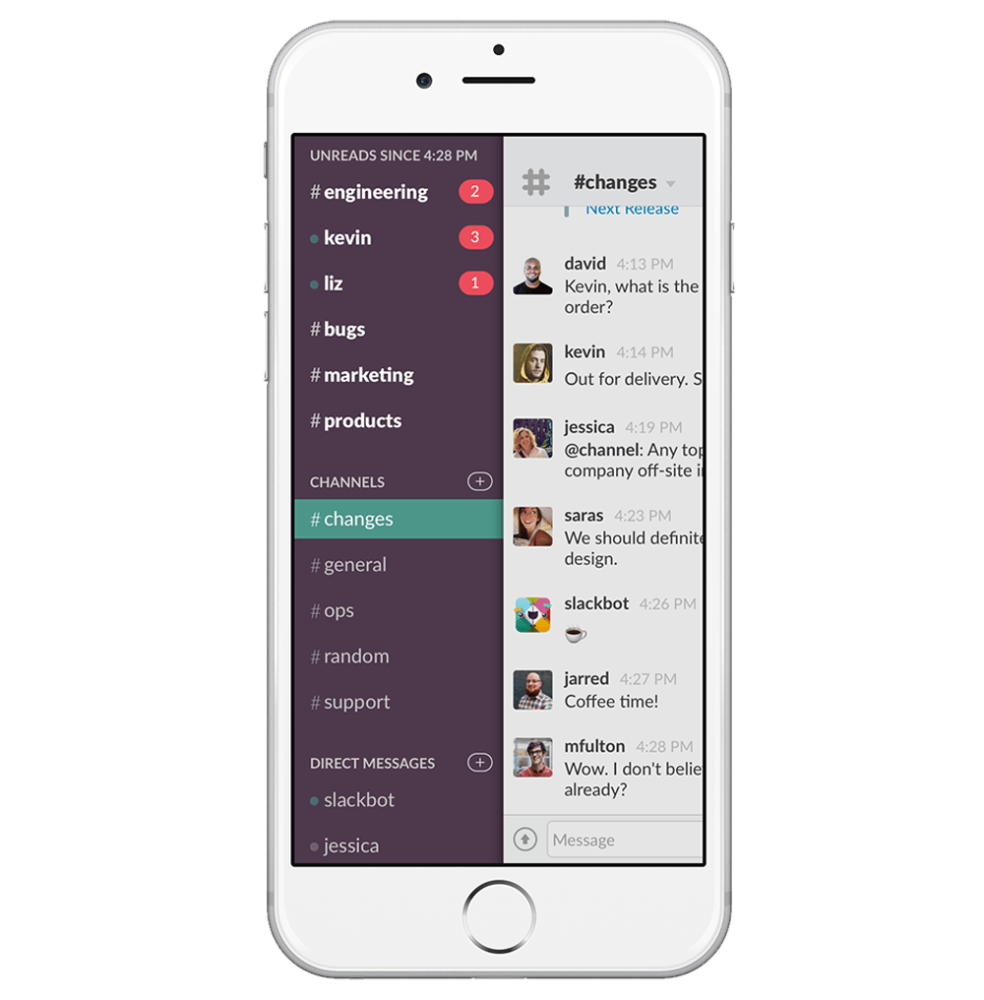 UNREADS SINCE 4:28 PM
#engineering 2
kevin 3
liz 1
#bugs
#marketing
#products
CHANNELS
#changes
#general
#ops
#random
#support
DIRECT MESSAGES
slackbot
jessica
#changes
Next Release
david 4:13 PM
Kevin, what is the
order?
kevin 4:14 PM
Out for delivery. S
jessica 4:19 PM
@channel: Any top
company off-site i
saras 4:23 PM
We should definite
design.
slackbot 4:26 PM
jarred 4:27 PM
Coffee time!
mfulton 4:28 PM
Wow. I don't belie
already?
Message